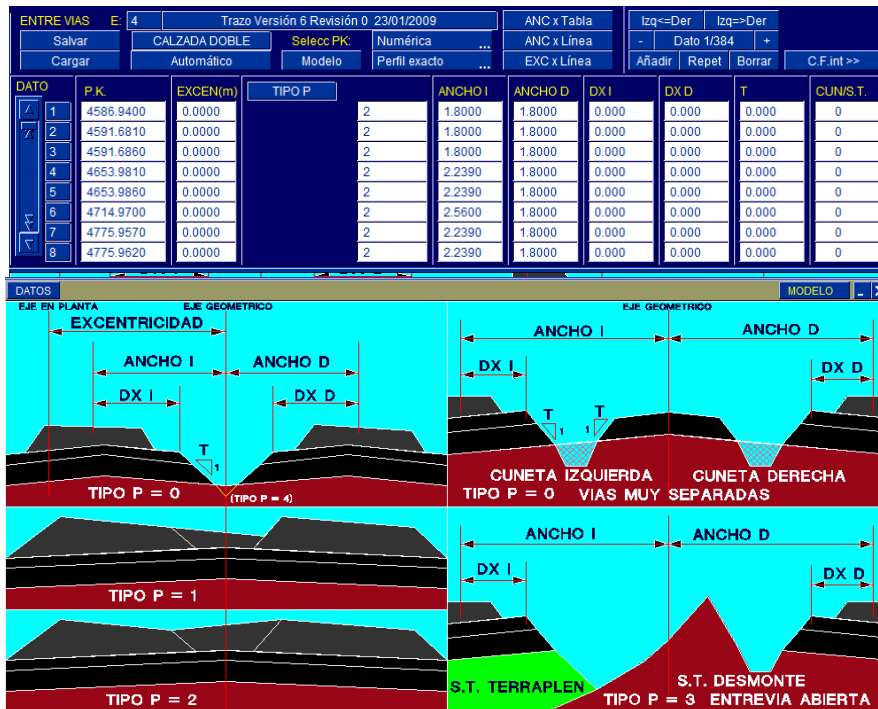 ENTRE VIAS E: 4 Trazo Versión 6 Revisión 0 23/01/2009 ANC x Tabla Izq<=Der Izq=>Der
Salvar CALZADA DOBLE Selecc PK: Numérica ... ANC x Línea - Dato 1/384 +
Cargar Automático Modelo Perfil exacto ... EXC x Línea Añadir Repet Borrar C.F.int >>
DATO P.K. EXCEN(m) TIPO P ANCHO I ANCHO D DX I DX D T CUN/S.T.
1 4586.9400 0.0000 2 1.8000 1.8000 0.000 0.000 0.000 0
2 4591.6810 0.0000 2 1.8000 1.8000 0.000 0.000 0.000 0
3 4591.6860 0.0000 2 1.8000 1.8000 0.000 0.000 0.000 0
4 4653.9810 0.0000 2 2.2390 1.8000 0.000 0.000 0.000 0
5 4653.9860 0.0000 2 2.2390 1.8000 0.000 0.000 0.000 0
6 4714.9700 0.0000 2 2.5600 1.8000 0.000 0.000 0.000 0
7 4775.9570 0.0000 2 2.2390 1.8000 0.000 0.000 0.000 0
8 4775.9620 0.0000 2 2.2390 1.8000 0.000 0.000 0.000 0
DATOS MODELO
EJE EN PLANTA EJE GEOMETRICO
EXCENTRICIDAD
ANCHO I ANCHO D
DX I DX D
T
1
TIPO P = 0 (TIPO P = 4)
EJE GEOMETRICO
ANCHO I ANCHO D
DX I DX D
T T
1 1
CUNETA IZQUIERDA CUNETA DERECHA
TIPO P = 0 VIAS MUY SEPARADAS
TIPO P = 1
TIPO P = 2
ANCHO I ANCHO D
DX I DX D
S.T. TERRAPLEN S.T. DESMONTE
TIPO P = 3 ENTREVIA ABIERTA